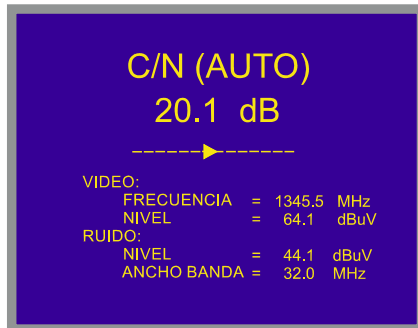 C/N (AUTO)
20.1 dB
VIDEO:
FRECUENCIA = 1345.5 MHz
NIVEL = 64.1 dBuV
RUIDO:
NIVEL = 44.1 dBuV
ANCHO BANDA = 32.0 MHz